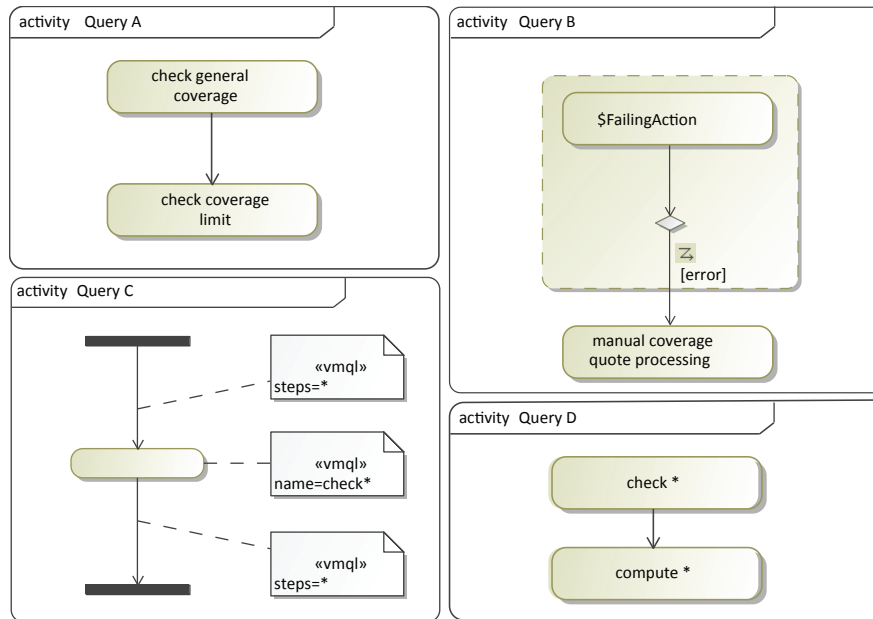 activity Query A
check general
coverage
check coverage
limit
activity Query B
$FailingAction
[error]
manual coverage
quote processing
activity Query C
«vmql»
steps=*
«vmql»
name=check*
«vmql»
steps=*
activity Query D
check *
compute *